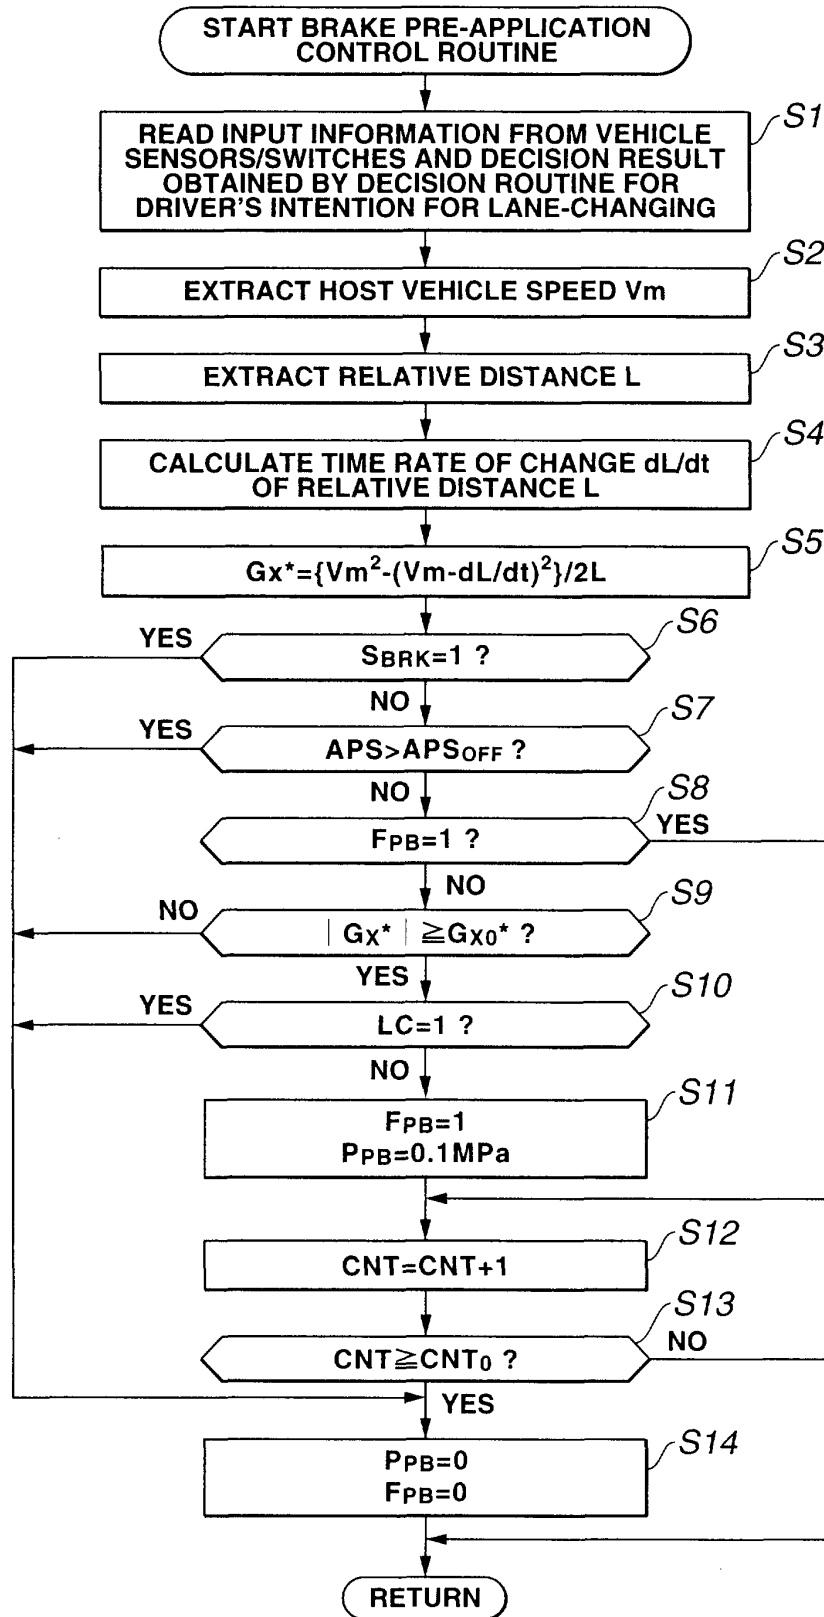 START BRAKE PRE-APPLICATION
CONTROL ROUTINE
S1
READ INPUT INFORMATION FROM VEHICLE
SENSORS/SWITCHES AND DECISION RESULT
OBTAINED BY DECISION ROUTINE FOR
DRIVER'S INTENTION FOR LANE-CHANGING
S2
EXTRACT HOST VEHICLE SPEED Vm
S3
EXTRACT RELATIVE DISTANCE L
S4
CALCULATE TIME RATE OF CHANGE dL/dt
OF RELATIVE DISTANCE L
S5
Gx*={Vm²-(Vm-dL/dt)²}/2L
S6
YES
SBRK=1 ?
NO
S7
YES
APS>APSOFF ?
NO
S8
FPB=1 ?
YES
NO
S9
NO
| Gx* | ≧Gx0* ?
YES
S10
YES
LC=1 ?
NO
S11
FPB=1
PPB=0.1MPa
S12
CNT=CNT+1
S13
CNT≧CNT0 ?
NO
YES
S14
PPB=0
FPB=0
RETURN